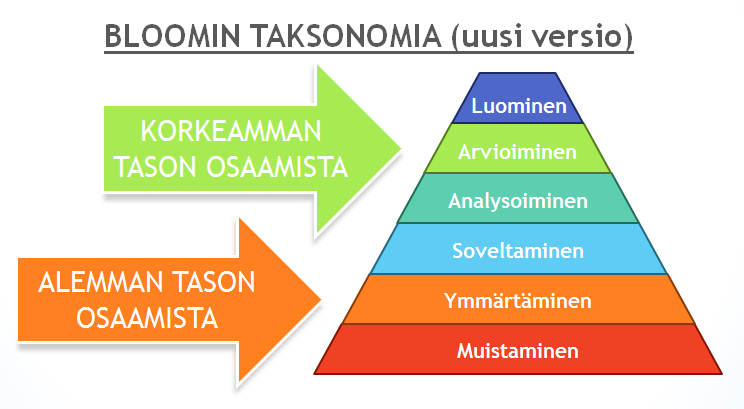 BLOOMIN TAKSONOMIA (uusi versio)
KORKEAMMAN
TASON OSAAMISTA
ALEMMAN TASON
OSAAMISTA
Luominen
Arvioiminen
Analysoiminen
Soveltaminen
Ymmärtäminen
Muistaminen